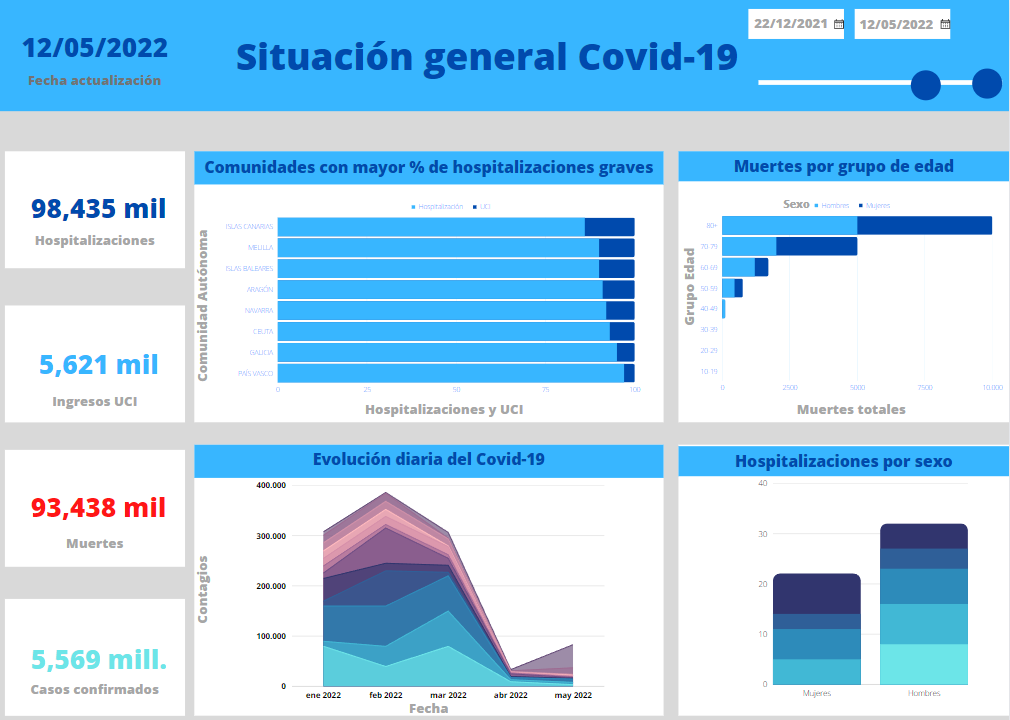 12/05/2022
Fecha actualización
Situación general Covid-19
22/12/2021
12/05/2022
98,435 mil
Hospitalizaciones
5,621 mil
Ingresos UCI
93,438 mil
Muertes
5,569 mill.
Casos confirmados
Comunidades con mayor % de hospitalizaciones graves
Hospitalización UCI
Comunidad Autónoma
ISLAS CANARIAS
MELILLA
ISLAS BALEARES
ARAGÓN
NAVARRA
CEUTA
GALICIA
PAÍS VASCO
0 25 50 75 100
Hospitalizaciones y UCI
Muertes por grupo de edad
Sexo Hombres Mujeres
Grupo Edad
80+
70-79
60-69
50-59
40-49
30-39
20-29
10-19
0 2500 5000 7500 10.000
Muertes totales
Evolución diaria del Covid-19
Contagios
400.000
300.000
200.000
100.000
0
ene 2022 feb 2022 mar 2022 abr 2022 may 2022
Fecha
Hospitalizaciones por sexo
40
30
20
10
0
Mujeres Hombres